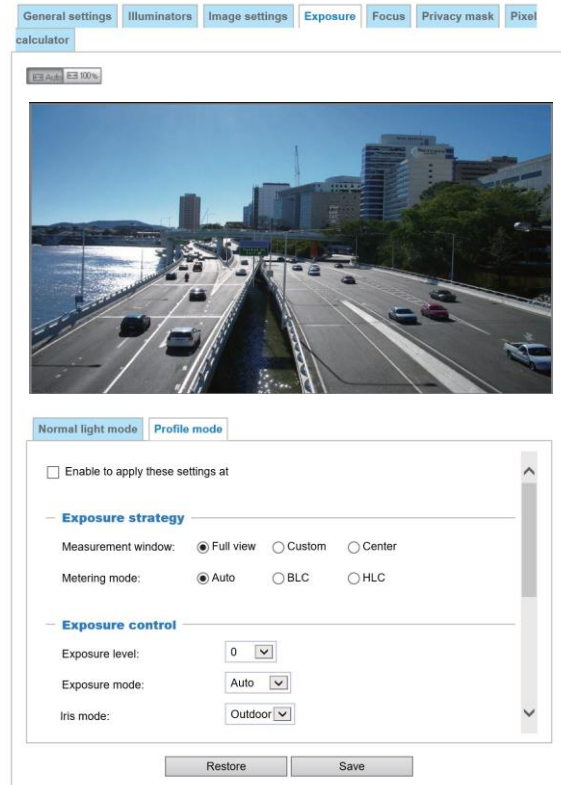 General settings Illuminators Image settings Exposure Focus Privacy mask Pixel
calculator
Auto 100%
Normal light mode Profile mode
Enable to apply these settings at
Exposure strategy
Measurement window: Full view Custom Center
Metering mode: Auto BLC HLC
Exposure control
Exposure level: 0
Exposure mode: Auto
Iris mode: Outdoor
Restore Save